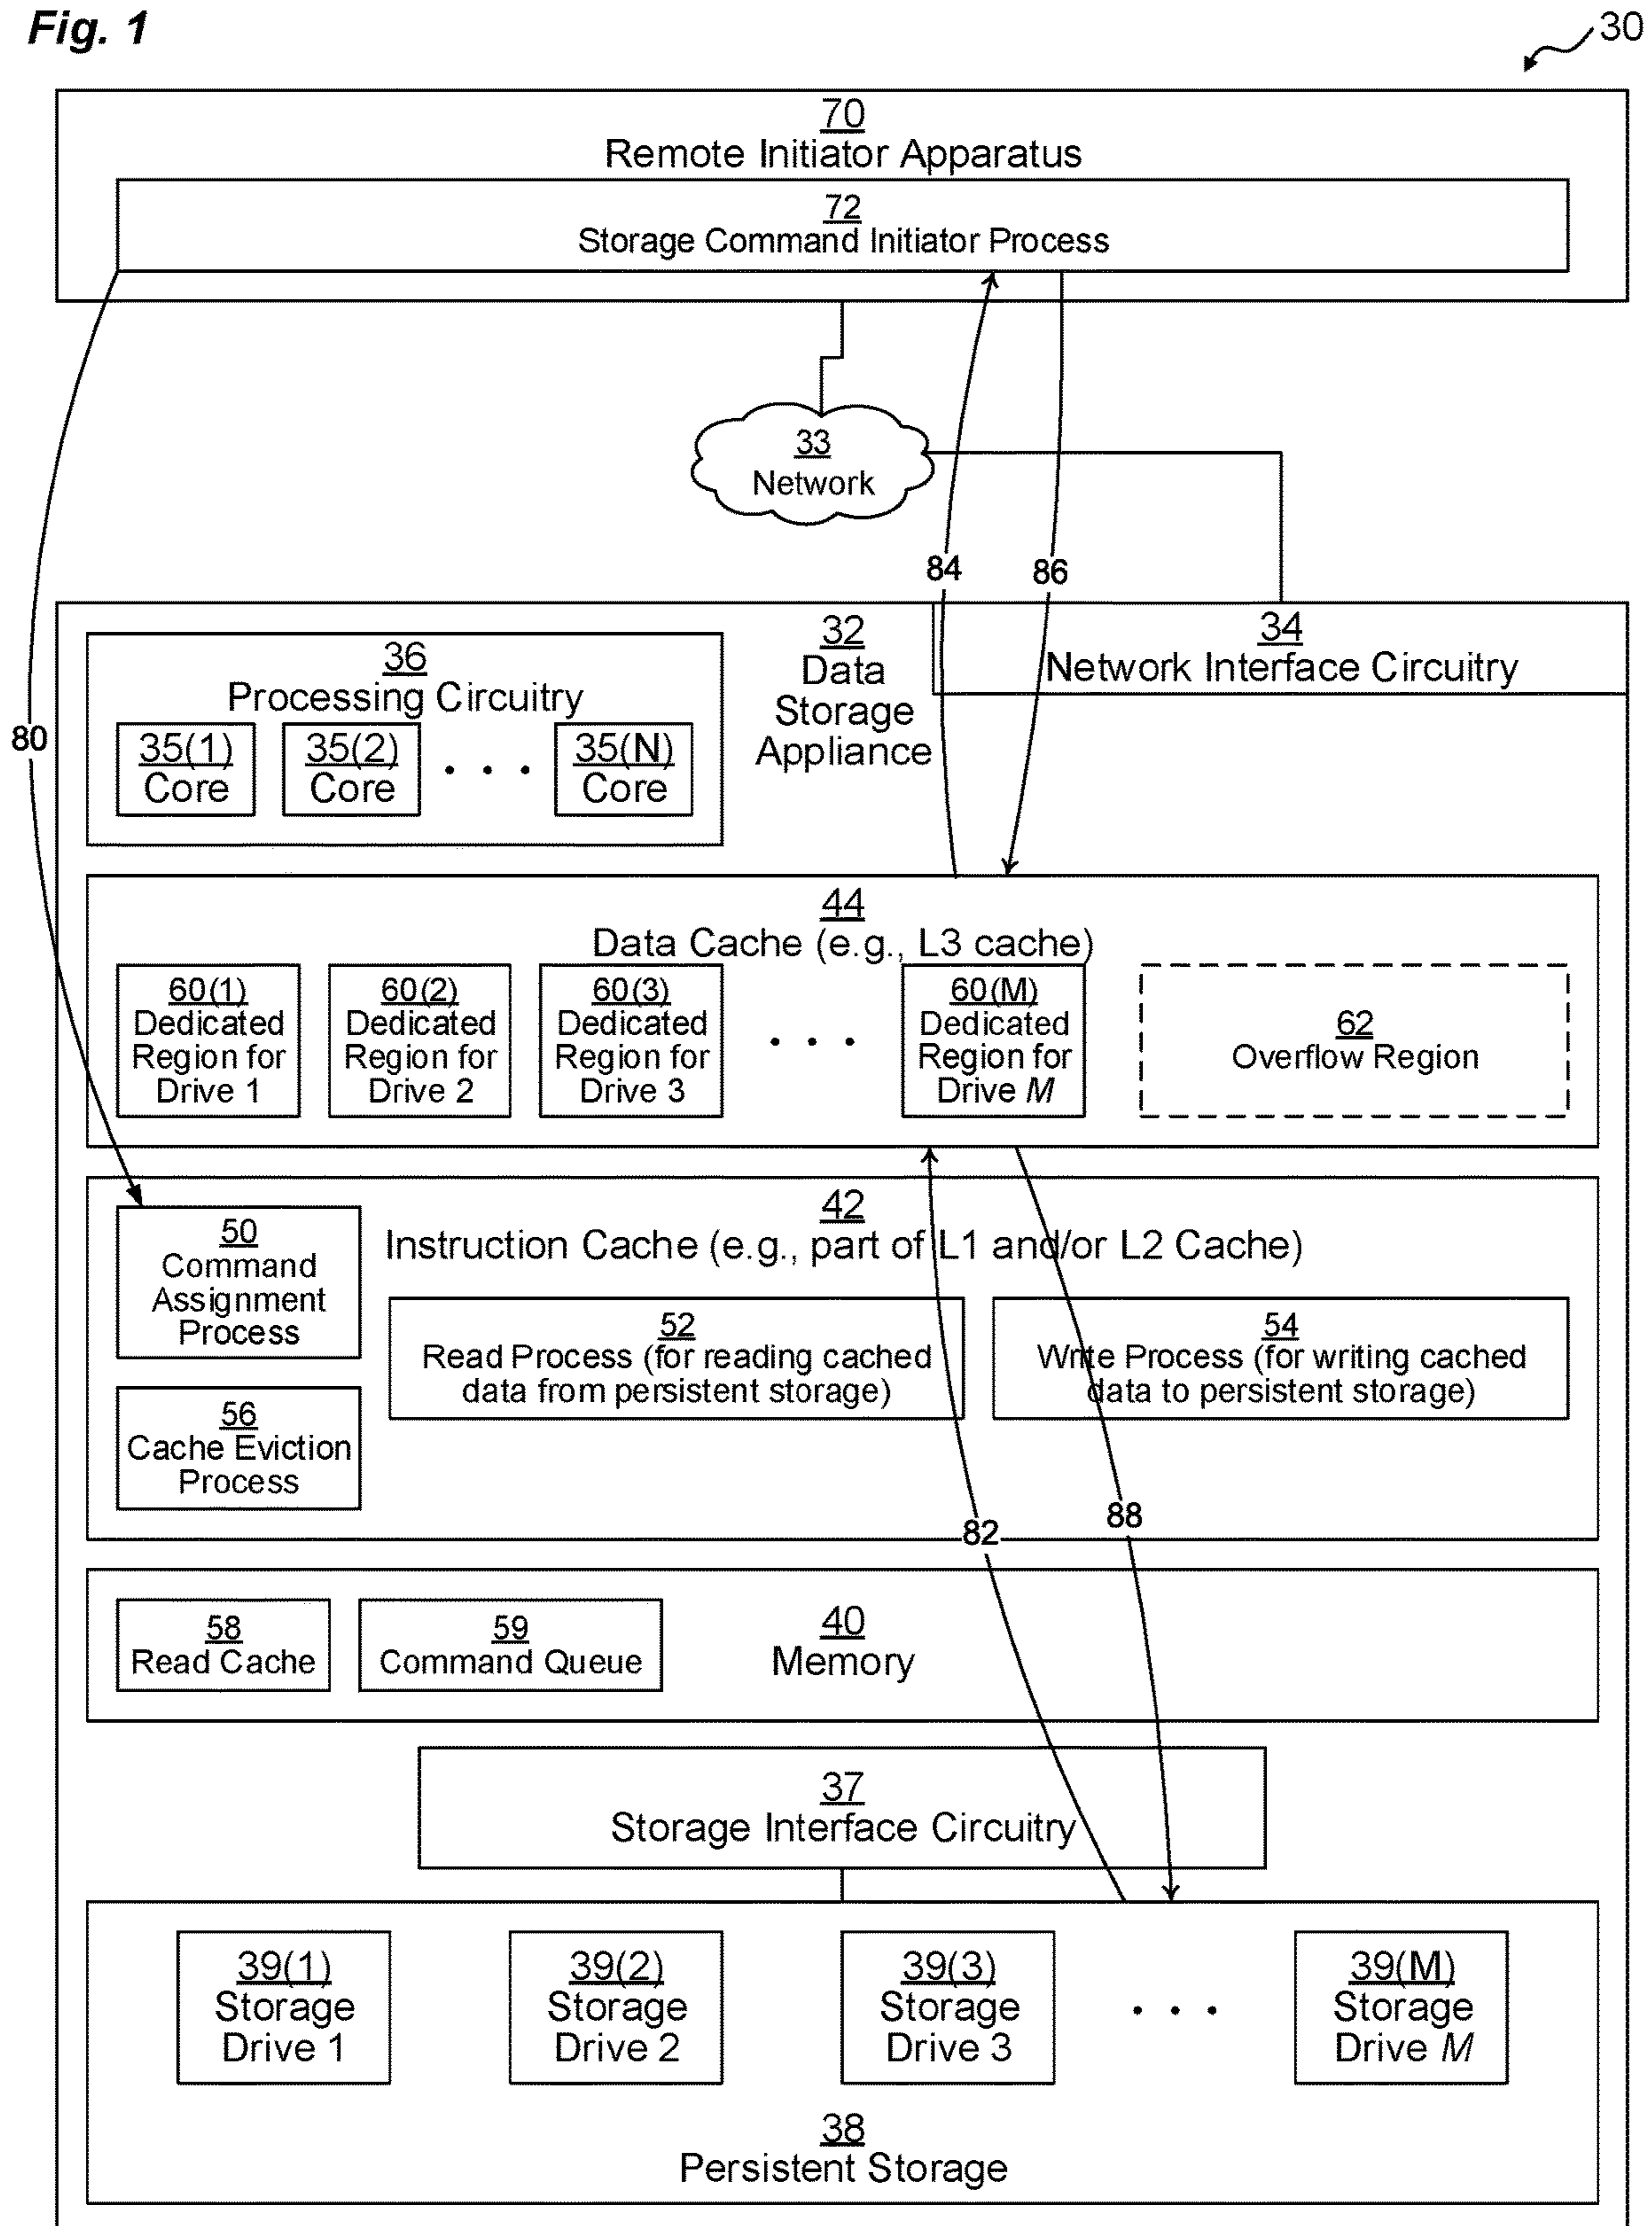 Fig. 1
30
70
Remote Initiator Apparatus
72
Storage Command Initiator Process
33
Network
84
86
80
36
Processing Circuitry
35(1)
Core
35(2)
Core
. . .
35(N)
Core
32
Data
Storage
Appliance
34
Network Interface Circuitry
44
Data Cache (e.g., L3 cache)
60(1)
Dedicated
Region for
Drive 1
60(2)
Dedicated
Region for
Drive 2
60(3)
Dedicated
Region for
Drive 3
. . .
60(M)
Dedicated
Region for
Drive M
62
Overflow Region
42
Instruction Cache (e.g., part of L1 and/or L2 Cache)
50
Command
Assignment
Process
52
Read Process (for reading cached
data from persistent storage)
54
Write Process (for writing cached
data to persistent storage)
56
Cache Eviction
Process
82
88
58
Read Cache
59
Command Queue
40
Memory
37
Storage Interface Circuitry
39(1)
Storage
Drive 1
39(2)
Storage
Drive 2
39(3)
Storage
Drive 3
. . .
39(M)
Storage
Drive M
38
Persistent Storage